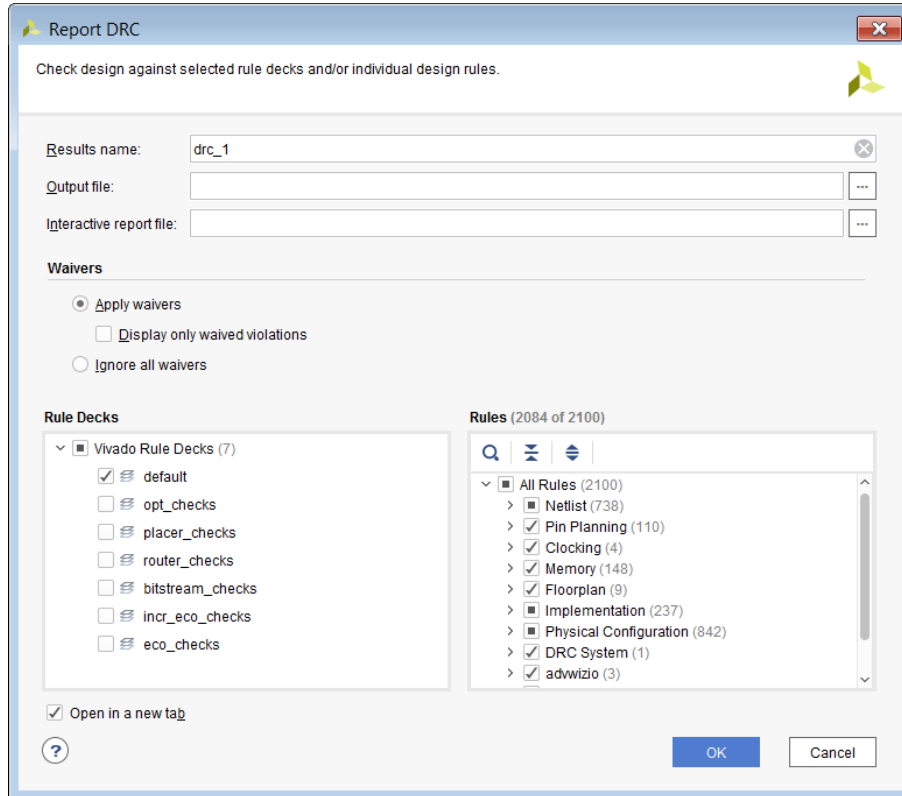 Report DRC
Check design against selected rule decks and/or individual design rules.
Results name: drc_1
Output file:
Interactive report file:
Waivers
Apply waivers
Display only waived violations
Ignore all waivers
Rule Decks
Vivado Rule Decks (7)
default
opt_checks
placer_checks
router_checks
bitstream_checks
incr_eco_checks
eco_checks
Rules (2084 of 2100)
All Rules (2100)
Netlist (738)
Pin Planning (110)
Clocking (4)
Memory (148)
Floorplan (9)
Implementation (237)
Physical Configuration (842)
DRC System (1)
advwizio (3)
Open in a new tab
?
OK
Cancel